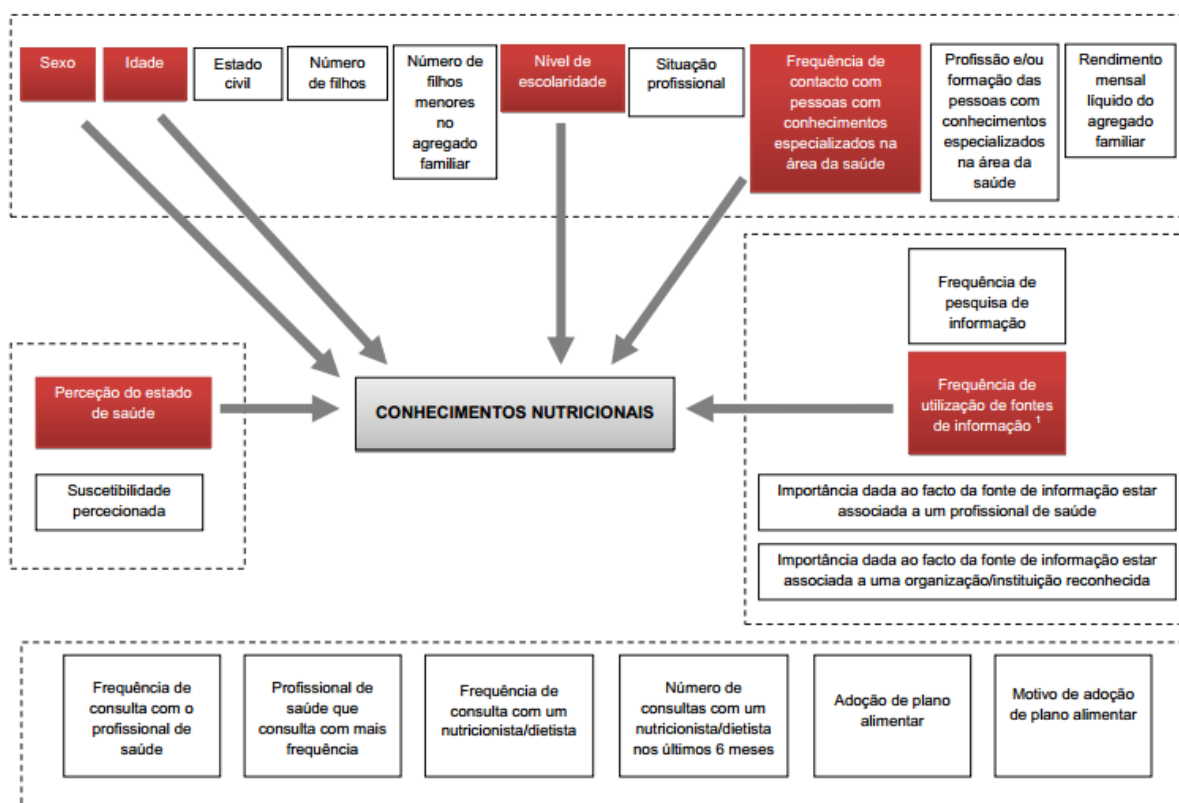 Sexo
Idade
Estado
civil
Número
de filhos
Número de
filhos
menores
no
agregado
familiar
Nível de
escolaridade
Situação
profissional
Frequência de
contacto com
pessoas com
conhecimentos
especializados na
área da saúde
Profissão e/ou
formação das
pessoas com
conhecimentos
especializados
na área da
saúde
Rendimento
mensal
líquido do
agregado
familiar
Frequência de
pesquisa de
informação
Perceção do estado
de saúde
CONHECIMENTOS NUTRICIONAIS
Frequência de
utilização de fontes
de informação ¹
Suscetibilidade
percecionada
Importância dada ao facto da fonte de informação estar
associada a um profissional de saúde
Importância dada ao facto da fonte de informação estar
associada a uma organização/instituição reconhecida
Frequência de
consulta com o
profissional de
saúde
Profissional de
saúde que
consulta com mais
frequência
Frequência de
consulta com um
nutricionista/dietista
Número de
consultas com um
nutricionista/dietista
nos últimos 6 meses
Adoção de plano
alimentar
Motivo de adoção
de plano alimentar